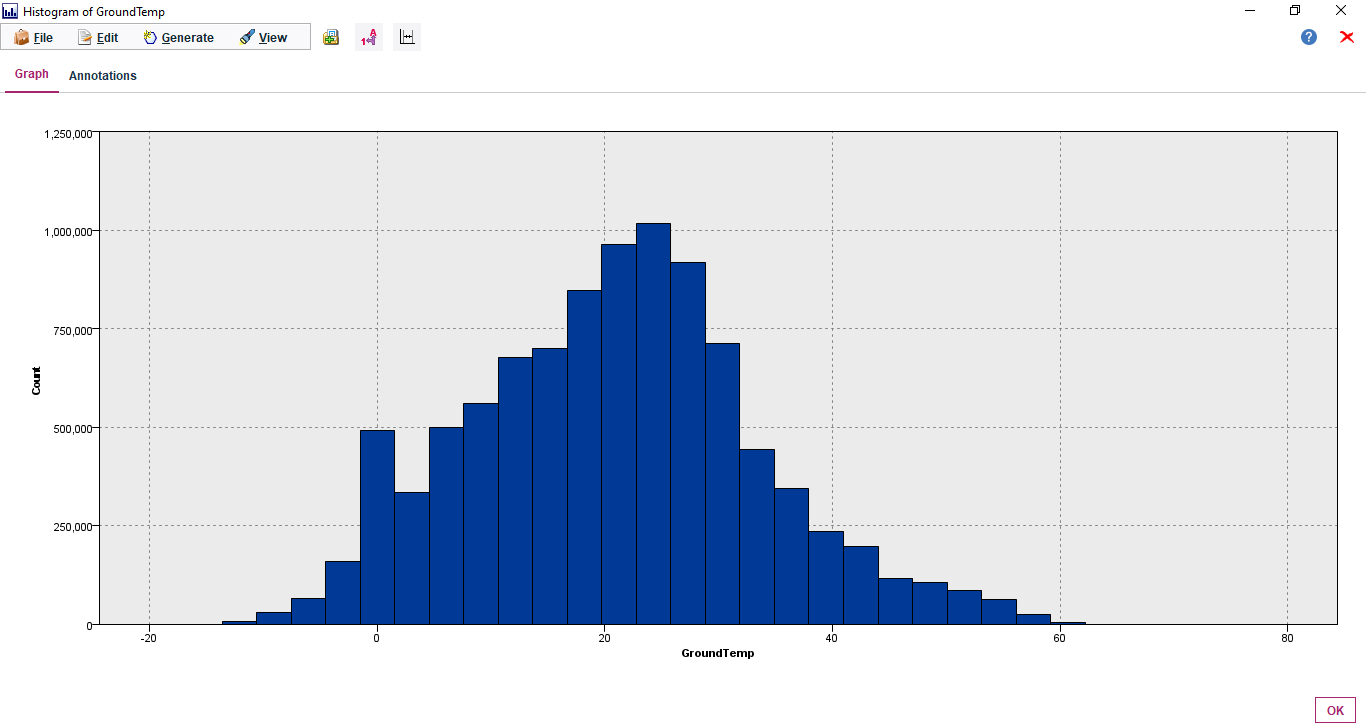 Histogram of GroundTemp
File Edit Generate View
Graph Annotations
1,250,000
1,000,000
750,000
500,000
250,000
0
Count
-20 0 20 40 60 80
GroundTemp
OK